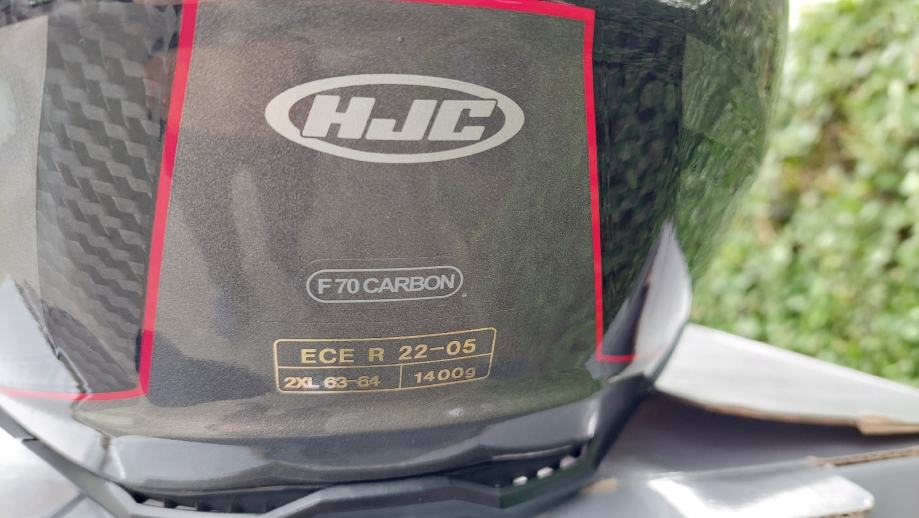 HJC
F70 CARBON
ECE R 22-05
2XL 63-64 1400g